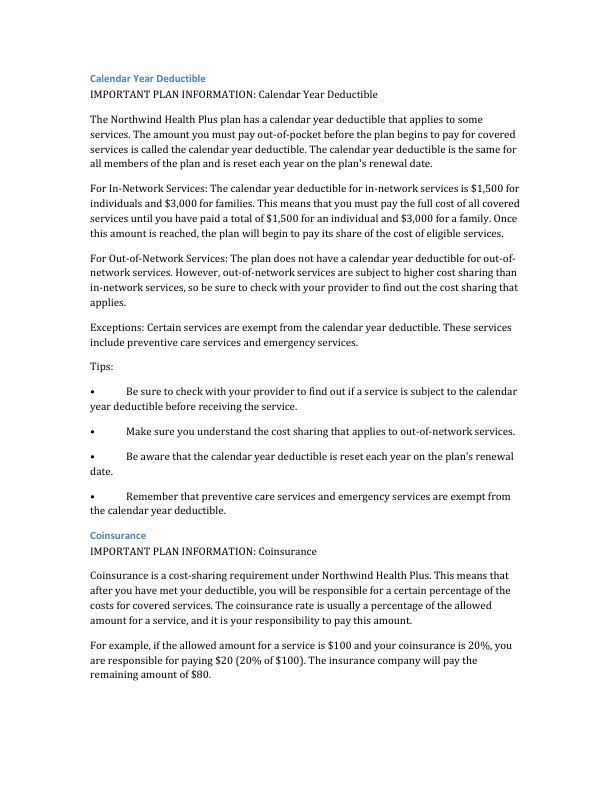 Calendar Year Deductible
IMPORTANT PLAN INFORMATION: Calendar Year Deductible
The Northwind Health Plus plan has a calendar year deductible that applies to some
services. The amount you must pay out-of-pocket before the plan begins to pay for covered
services is called the calendar year deductible. The calendar year deductible is the same for
all members of the plan and is reset each year on the plan's renewal date.
For In-Network Services: The calendar year deductible for in-network services is $1,500 for
individuals and $3,000 for families. This means that you must pay the full cost of all covered
services until you have paid a total of $1,500 for an individual and $3,000 for a family. Once
this amount is reached, the plan will begin to pay its share of the cost of eligible services.
For Out-of-Network Services: The plan does not have a calendar year deductible for out-of-
network services. However, out-of-network services are subject to higher cost sharing than
in-network services, so be sure to check with your provider to find out the cost sharing that
applies.
Exceptions: Certain services are exempt from the calendar year deductible. These services
include preventive care services and emergency services.
Tips:
• Be sure to check with your provider to find out if a service is subject to the calendar
year deductible before receiving the service.
• Make sure you understand the cost sharing that applies to out-of-network services.
• Be aware that the calendar year deductible is reset each year on the plan’s renewal
date.
• Remember that preventive care services and emergency services are exempt from
the calendar year deductible.
Coinsurance
IMPORTANT PLAN INFORMATION: Coinsurance
Coinsurance is a cost-sharing requirement under Northwind Health Plus. This means that
after you have met your deductible, you will be responsible for a certain percentage of the
costs for covered services. The coinsurance rate is usually a percentage of the allowed
amount for a service, and it is your responsibility to pay this amount.
For example, if the allowed amount for a service is $100 and your coinsurance is 20%, you
are responsible for paying $20 (20% of $100). The insurance company will pay the
remaining amount of $80.